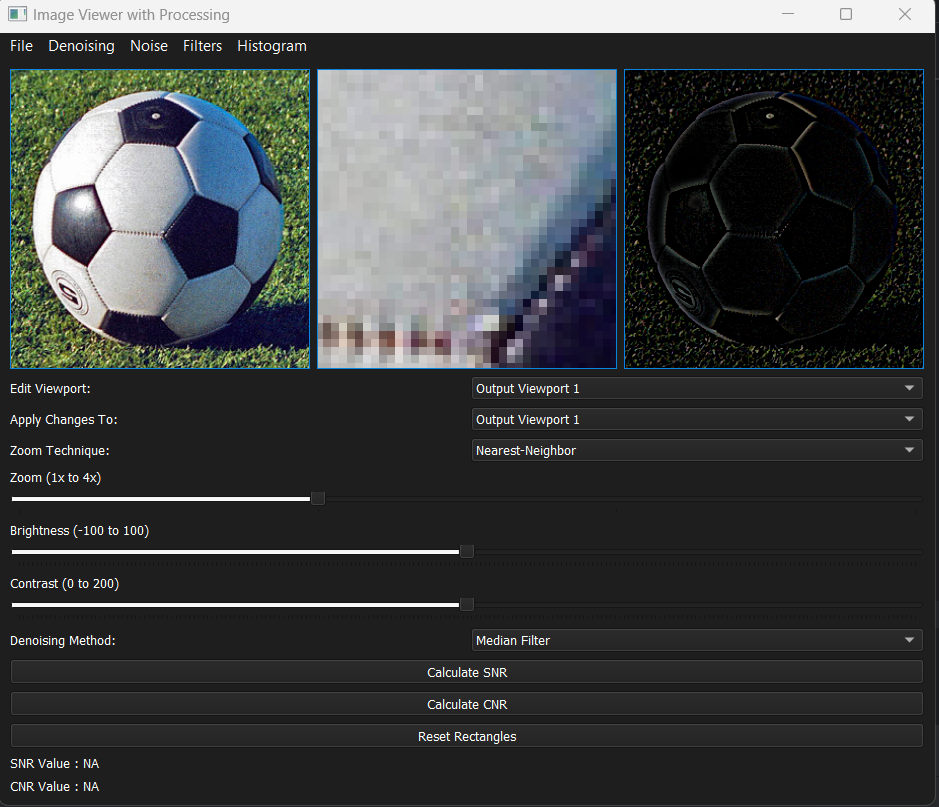 Image Viewer with Processing
File Denoising Noise Filters Histogram
Edit Viewport: Output Viewport 1
Apply Changes To: Output Viewport 1
Zoom Technique: Nearest-Neighbor
Zoom (1x to 4x)
Brightness (-100 to 100)
Contrast (0 to 200)
Denoising Method: Median Filter
Calculate SNR
Calculate CNR
Reset Rectangles
SNR Value : NA
CNR Value : NA